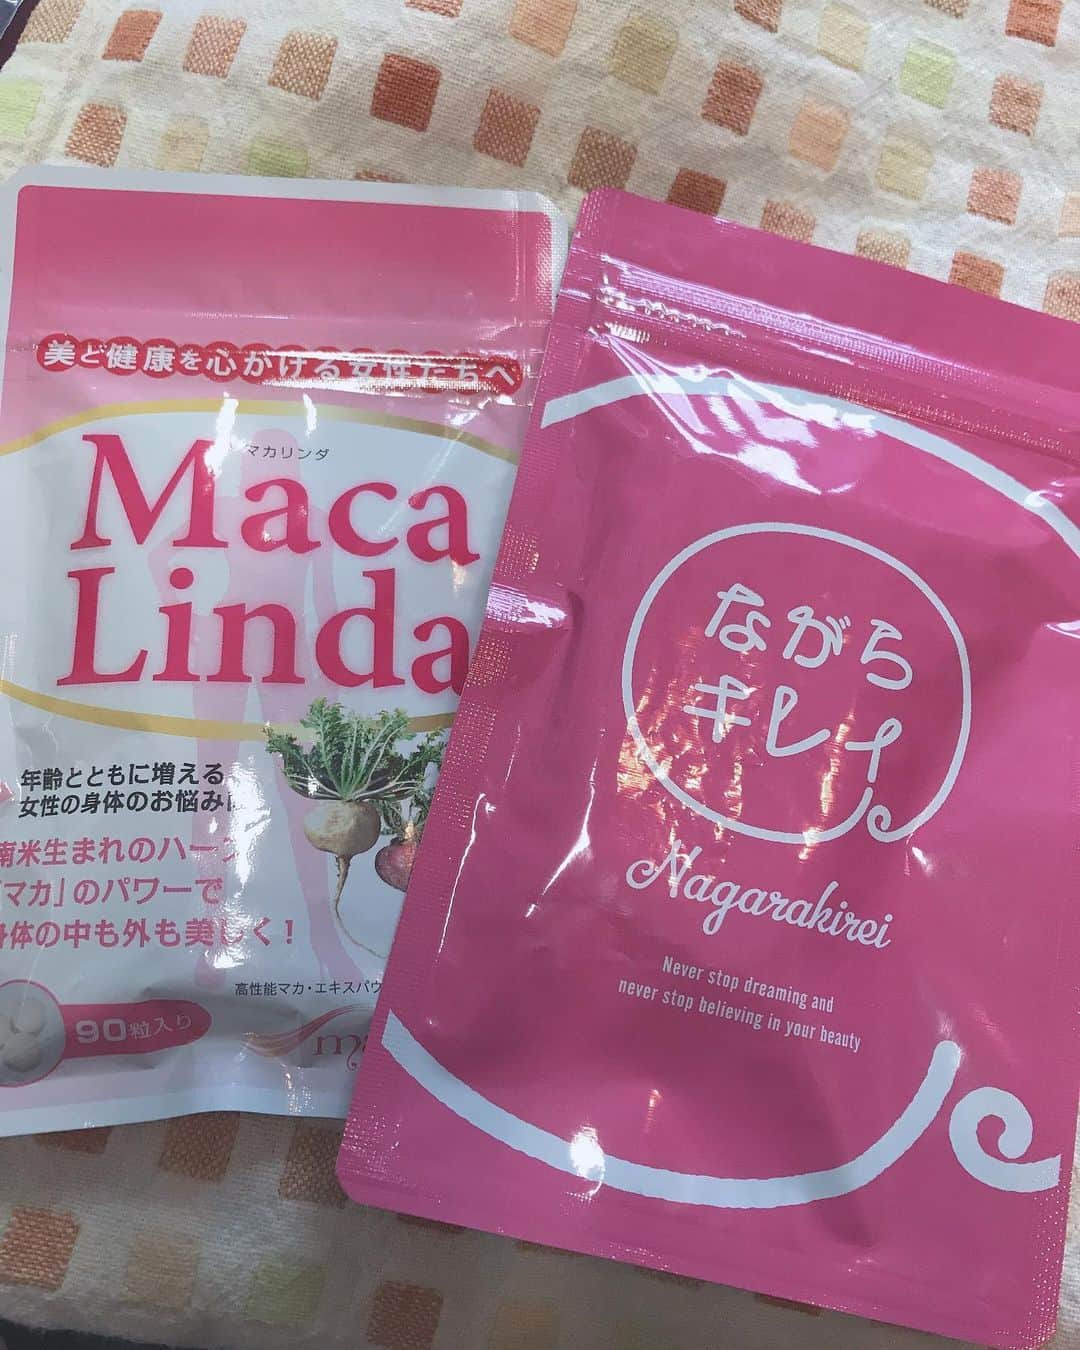 美と健康を心がける女性たちへ
マカリンダ
Maca
Linda
年齢とともに増える
女性の身体のお悩み
南米生まれのハーブ
「マカ」のパワーで
身体の中も外も美しく!
高性能マカ・エキスパウ
90粒入り
ながら
キレイ
Nagarakirei
Never stop dreaming and
never stop believing in your beauty